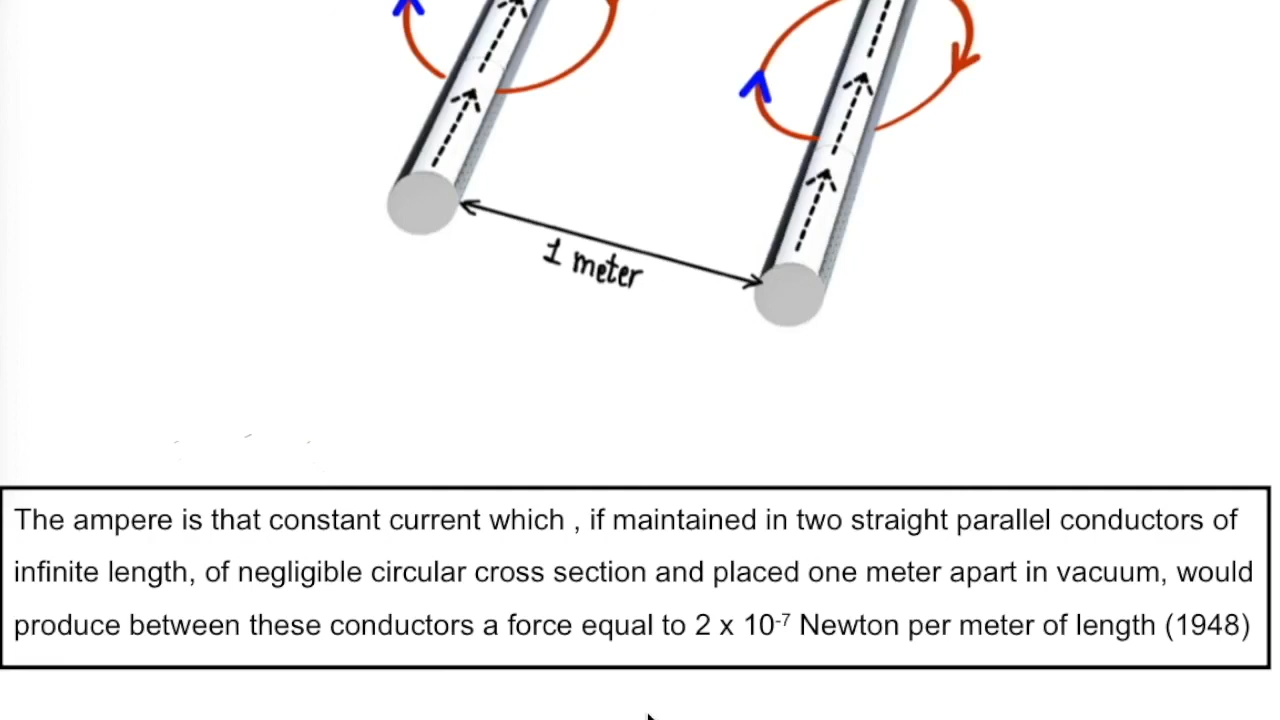 1 meter
The ampere is that constant current which , if maintained in two straight parallel conductors of
infinite length, of negligible circular cross section and placed one meter apart in vacuum, would
produce between these conductors a force equal to 2 x 10⁻⁷ Newton per meter of length (1948)